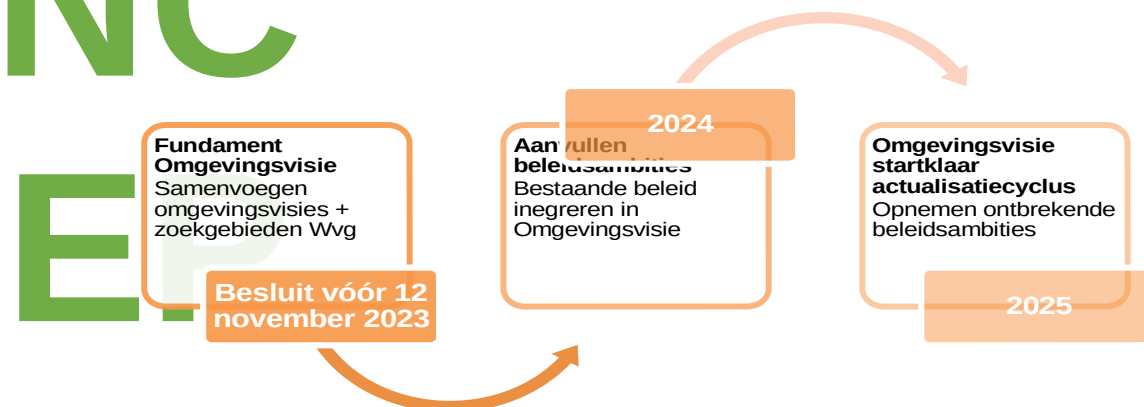 NC
EP
Fundament
Omgevingsvisie
Samenvoegen
omgevingsvisies +
zoekgebieden Wvg
Besluit vóór 12
november 2023
2024
Aanvullen
beleidsambities
Bestaande beleid
inegreren in
Omgevingsvisie
Omgevingsvisie
startklaar
actualisatiecyclus
Opnemen ontbrekende
beleidsambities
2025